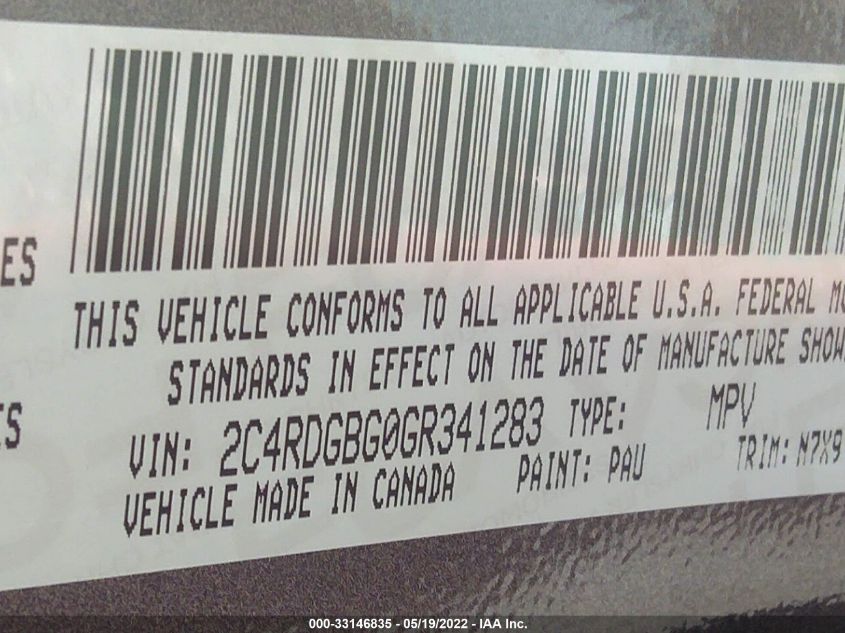 ES
THIS VEHICLE CONFORMS TO ALL APPLICABLE U.S.A. FEDERAL
STANDARDS IN EFFECT ON THE DATE OF MANUFACTURE
VIN: 2C4RDGBG0GR341283 TYPE: MPV
VEHICLE MADE IN CANADA PAINT: PAU TRIM: N7X9
000-33146835 - 05/19/2022 - IAA Inc.